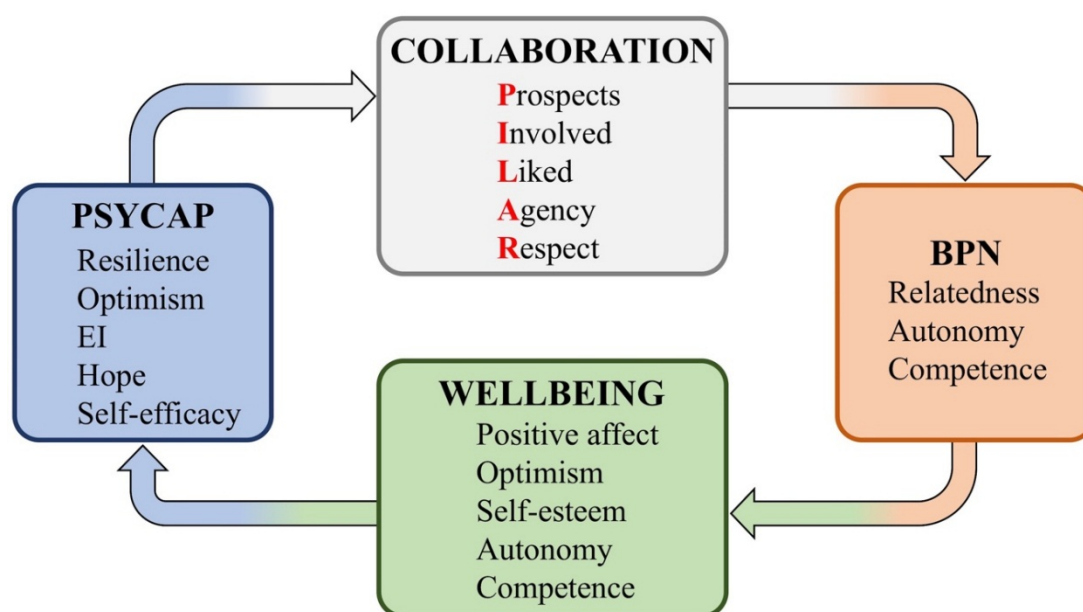 COLLABORATION
Prospects
Involved
Liked
Agency
Respect
PSYCAP
Resilience
Optimism
EI
Hope
Self-efficacy
BPN
Relatedness
Autonomy
Competence
WELLBEING
Positive affect
Optimism
Self-esteem
Autonomy
Competence